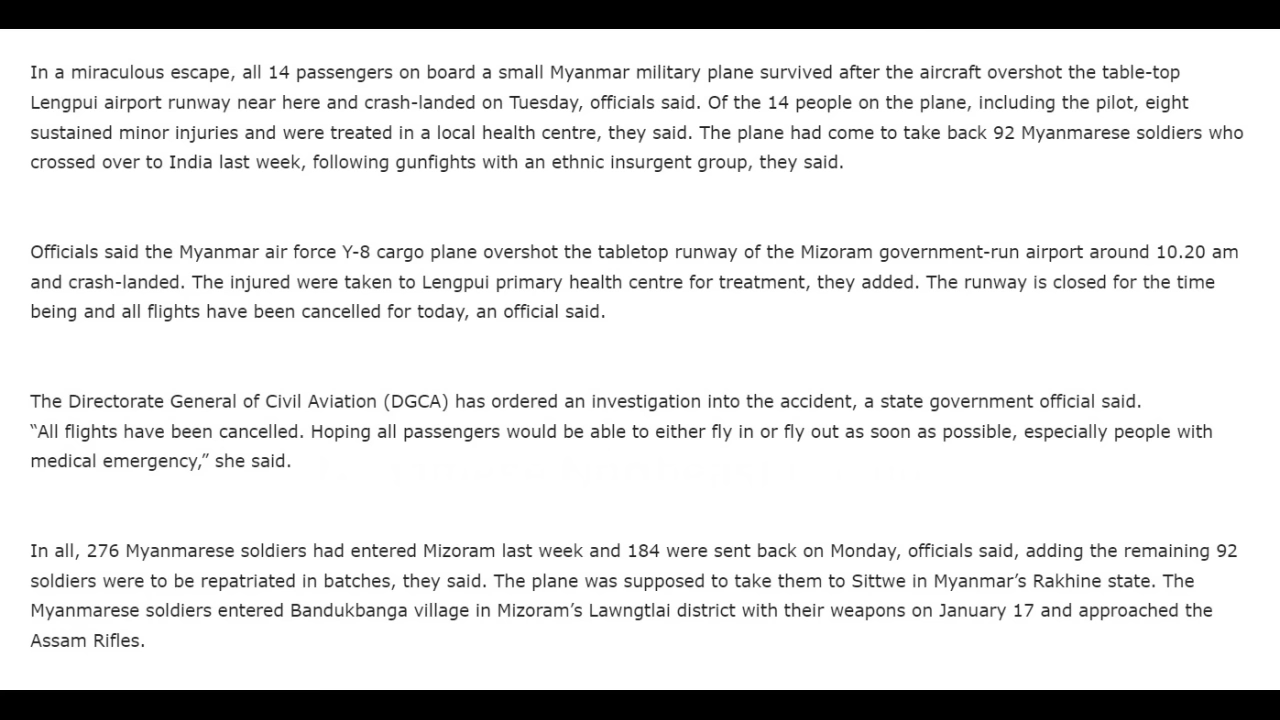 In a miraculous escape, all 14 passengers on board a small Myanmar military plane survived after the aircraft overshot the table-top
Lengpui airport runway near here and crash-landed on Tuesday, officials said. Of the 14 people on the plane, including the pilot, eight
sustained minor injuries and were treated in a local health centre, they said. The plane had come to take back 92 Myanmarese soldiers who
crossed over to India last week, following gunfights with an ethnic insurgent group, they said.
Officials said the Myanmar air force Y-8 cargo plane overshot the tabletop runway of the Mizoram government-run airport around 10.20 am
and crash-landed. The injured were taken to Lengpui primary health centre for treatment, they added. The runway is closed for the time
being and all flights have been cancelled for today, an official said.
The Directorate General of Civil Aviation (DGCA) has ordered an investigation into the accident, a state government official said.
“All flights have been cancelled. Hoping all passengers would be able to either fly in or fly out as soon as possible, especially people with
medical emergency,” she said.
In all, 276 Myanmarese soldiers had entered Mizoram last week and 184 were sent back on Monday, officials said, adding the remaining 92
soldiers were to be repatriated in batches, they said. The plane was supposed to take them to Sittwe in Myanmar’s Rakhine state. The
Myanmarese soldiers entered Bandukbanga village in Mizoram’s Lawngtlai district with their weapons on January 17 and approached the
Assam Rifles.